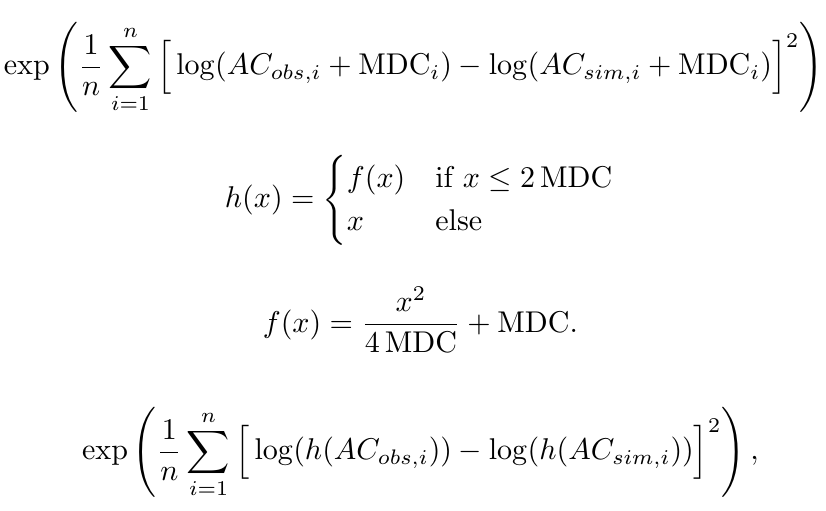 \exp\left(\frac{1}{n}\sum_{i=1}^{n}\Big[\log(AC_{obs,i}+\mathrm{MDC}_i)-\log(AC_{sim,i}+\mathrm{MDC}_i)\Big]^2\right)
h(x)=\begin{cases}f(x) & \text{if } x\leq 2\,\mathrm{MDC}\\ x & \text{else}\end{cases}
f(x)=\frac{x^2}{4\,\mathrm{MDC}}+\mathrm{MDC}.
\exp\left(\frac{1}{n}\sum_{i=1}^{n}\Big[\log(h(AC_{obs,i}))-\log(h(AC_{sim,i}))\Big]^2\right),